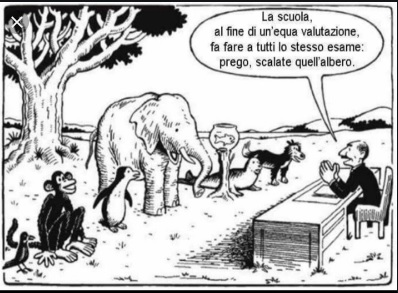 La scuola,
al fine di un'equa valutazione,
fa fare a tutti lo stesso esame:
prego, scalate quell'albero.